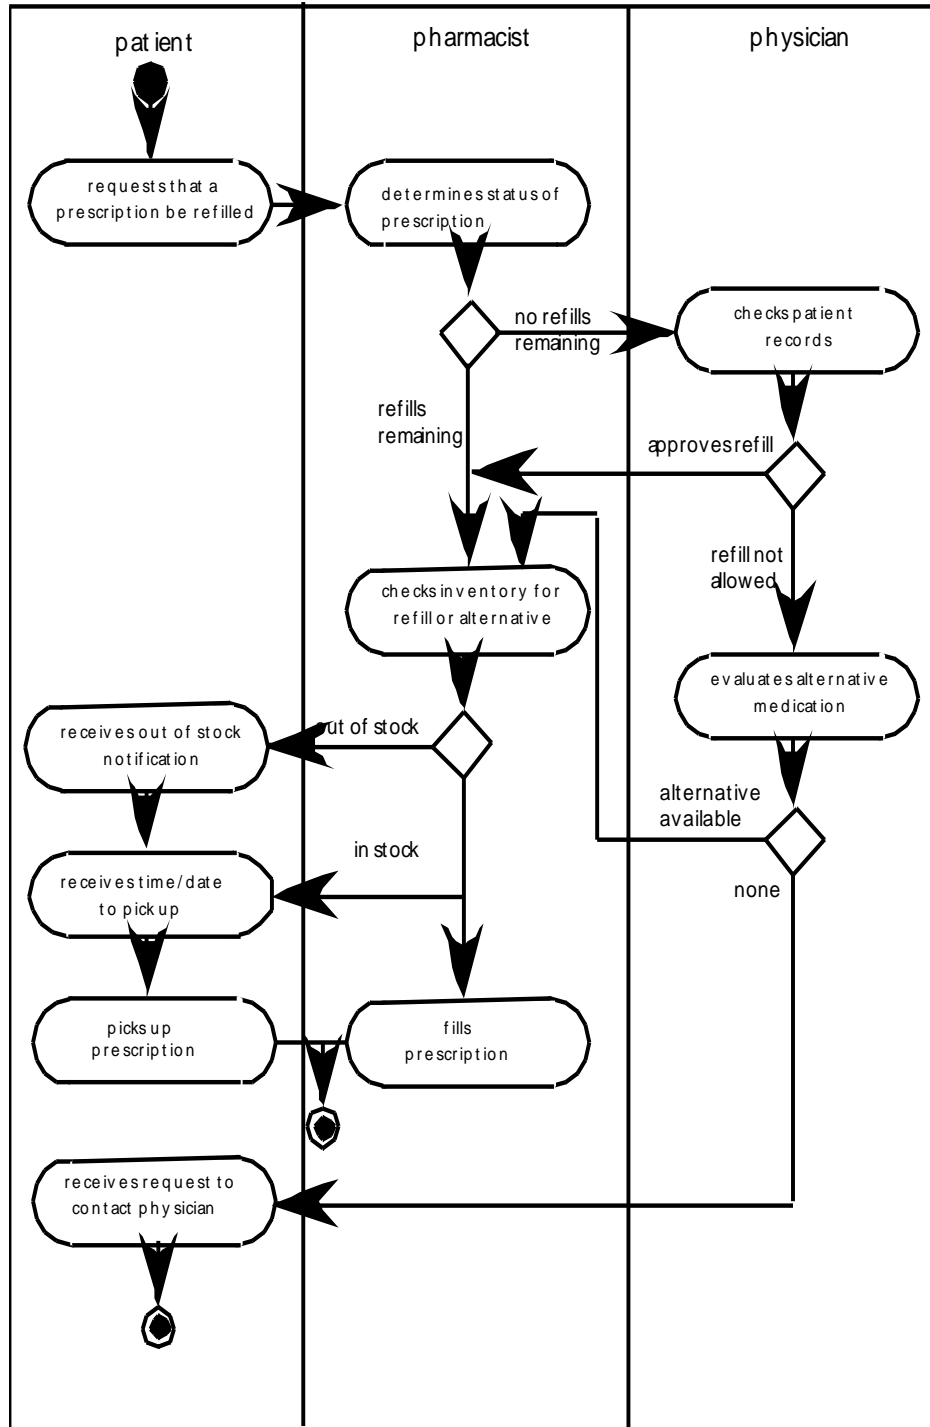 patient
pharmacist
physician
requests that a
prescription be refilled
determines status of
prescription
no refills
remaining
checks patient
records
refills
remaining
approves refill
refill not
allowed
checks inventory for
refill or alternative
evaluates alternative
medication
receives out of stock
notification
out of stock
alternative
available
in stock
none
receives time/date
to pickup
picks up
prescription
fills
prescription
receives request to
contact physician